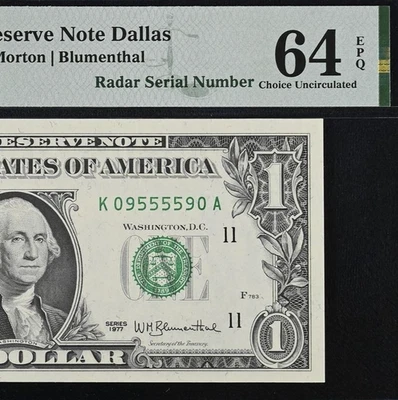 eserve Note Dallas
Morton | Blumenthal
Radar Serial Number
64 EPQ
Choice Uncirculated
ESERVE NOTE
TATES OF AMERICA
1
K 09555590 A
WASHINGTON, D.C.
11
ONE
F 783
SERIES
1977
W M Blumenthal
11
Secretary of the Treasury.
WASHINGTON
DOLLAR
1